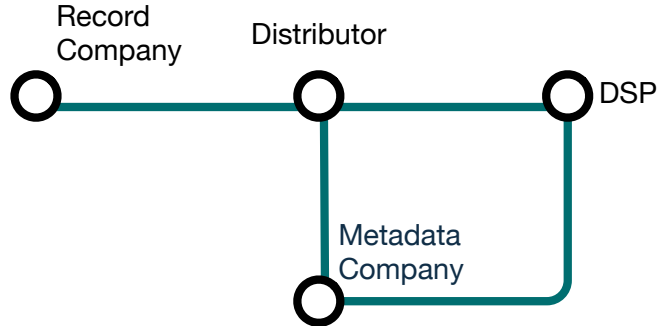 Record
Company
Distributor
DSP
Metadata
Company